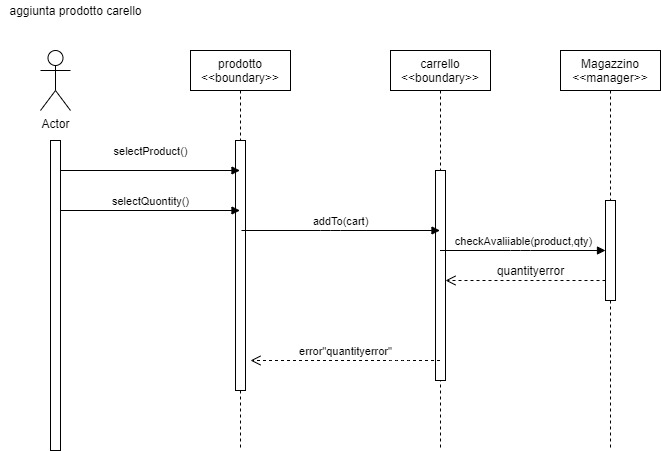 aggiunta prodotto carello
prodotto
<<boundary>>
carrello
<<boundary>>
Magazzino
<<manager>>
Actor
selectProduct()
selectQuontity()
addTo(cart)
checkAvaliiable(product,qty)
quantityerror
error"quantityerror"